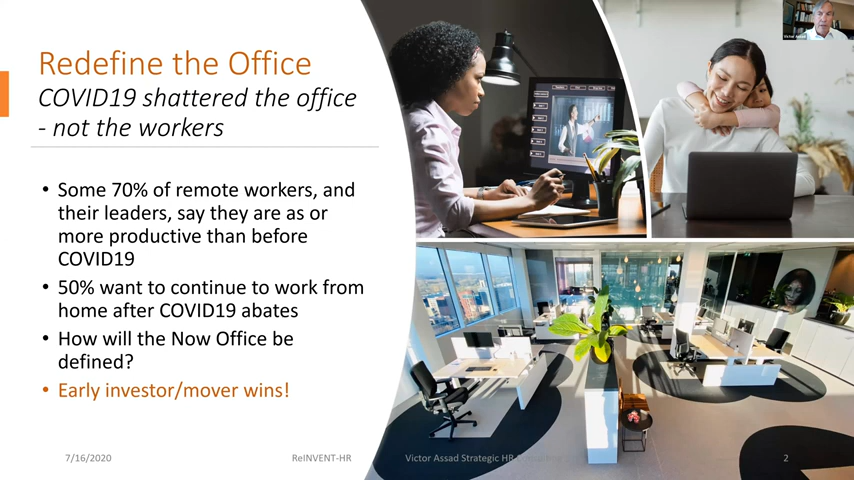 Redefine the Office
COVID19 shattered the office
- not the workers
• Some 70% of remote workers, and
their leaders, say they are as or
more productive than before
COVID19
• 50% want to continue to work from
home after COVID19 abates
• How will the Now Office be
defined?
• Early investor/mover wins!
7/16/2020
ReINVENT-HR
Victor Assad Strategic HR
2
Victor Assad